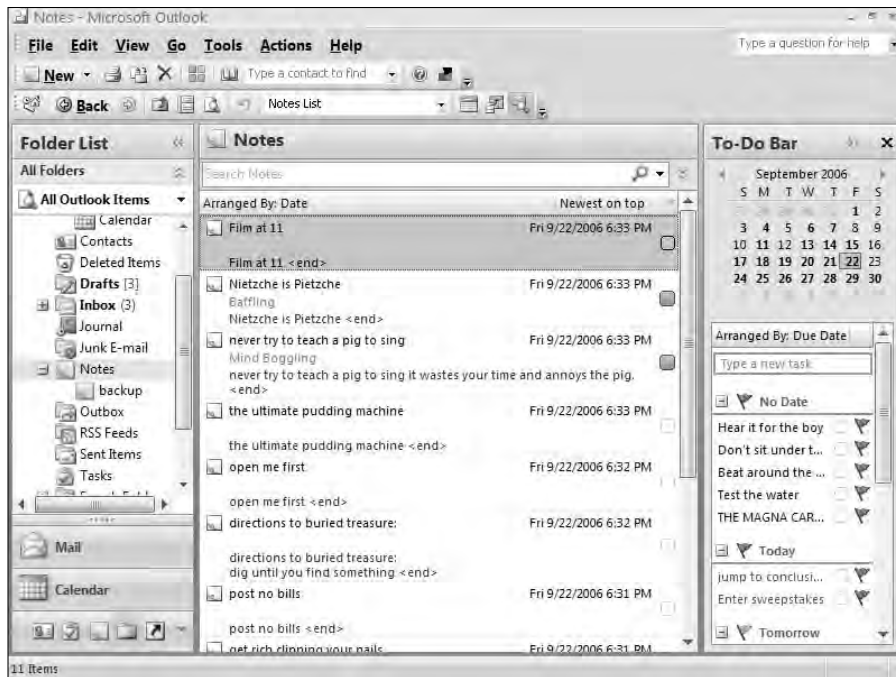 Notes - Microsoft Outlook
File Edit View Go Tools Actions Help
Type a question for help
New Type a contact to find
Back Notes List
Folder List
All Folders
All Outlook Items
Calendar
Contacts
Deleted Items
Drafts [3]
Inbox (3)
Journal
Junk E-mail
Notes
backup
Outbox
RSS Feeds
Sent Items
Tasks
Mail
Calendar
Notes
Search Notes
Arranged By: Date Newest on top
Film at 11 Fri 9/22/2006 6:33 PM
Film at 11 <end>
Nietzche is Pietzche Fri 9/22/2006 6:33 PM
Baffling
Nietzche is Pietzche <end>
never try to teach a pig to sing Fri 9/22/2006 6:33 PM
Mind Boggling
never try to teach a pig to sing it wastes your time and annoys the pig.
<end>
the ultimate pudding machine Fri 9/22/2006 6:33 PM
the ultimate pudding machine <end>
open me first Fri 9/22/2006 6:32 PM
open me first <end>
directions to buried treasure: Fri 9/22/2006 6:32 PM
directions to buried treasure:
dig until you find something <end>
post no bills Fri 9/22/2006 6:31 PM
post no bills <end>
get rich clipping your nails Fri 9/22/2006 6:31 PM
To-Do Bar
September 2006
S M T W T F S
1 2
3 4 5 6 7 8 9
10 11 12 13 14 15 16
17 18 19 20 21 22 23
24 25 26 27 28 29 30
Arranged By: Due Date
Type a new task
No Date
Hear it for the boy
Don't sit under t...
Beat around the ...
Test the water
THE MAGNA CAR...
Today
jump to conclusi...
Enter sweepstakes
Tomorrow
11 Items